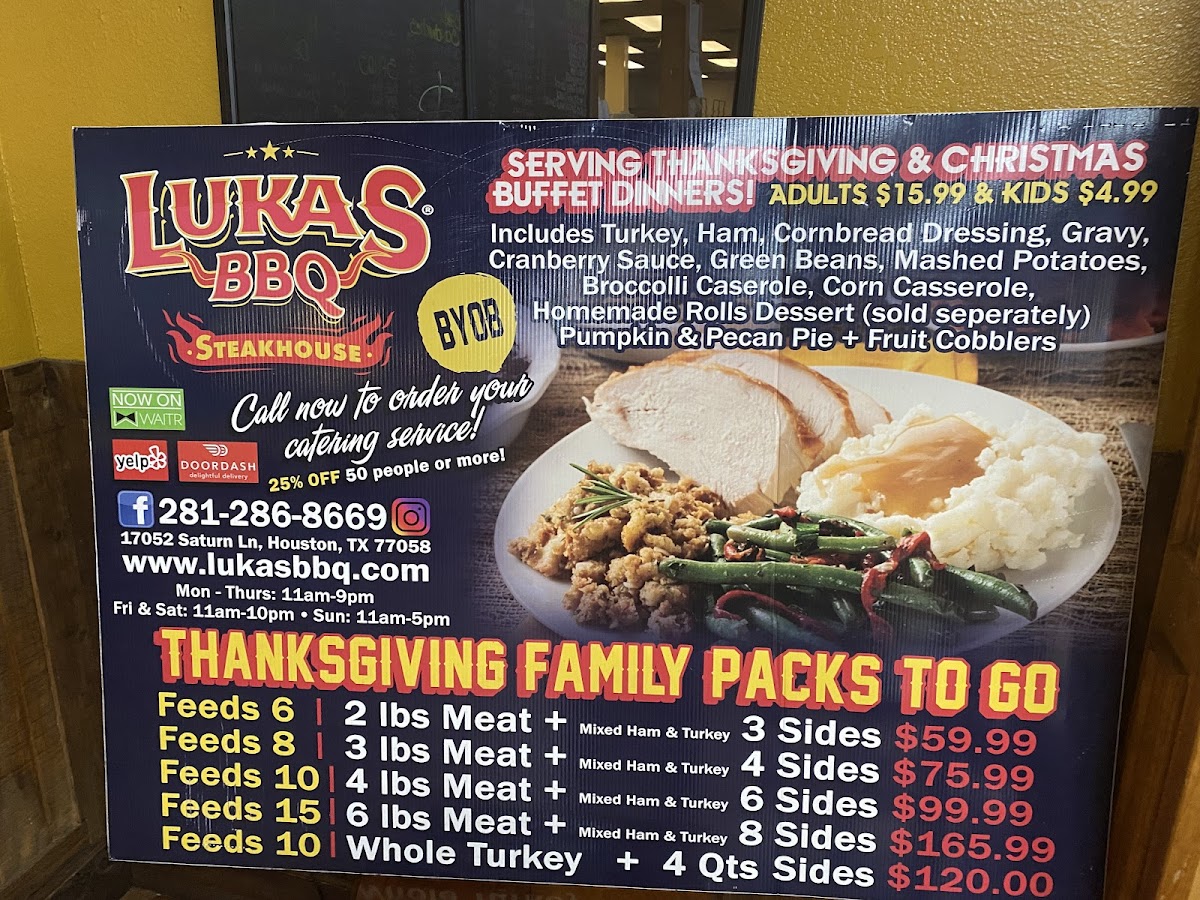 LUKAS®
BBQ
STEAKHOUSE
BYOB
SERVING THANKSGIVING & CHRISTMAS
BUFFET DINNERS! ADULTS $15.99 & KIDS $4.99
Includes Turkey, Ham, Cornbread Dressing, Gravy,
Cranberry Sauce, Green Beans, Mashed Potatoes,
Broccolli Caserole, Corn Casserole,
Homemade Rolls Dessert (sold seperately)
Pumpkin & Pecan Pie + Fruit Cobblers
Call now to order your
catering service!
25% OFF 50 people or more!
NOW ON
WAITR
yelp
DOORDASH
delightful delivery
f 281-286-8669
17052 Saturn Ln, Houston, TX 77058
www.lukasbbq.com
Mon - Thurs: 11am-9pm
Fri & Sat: 11am-10pm • Sun: 11am-5pm
THANKSGIVING FAMILY PACKS TO GO
Feeds 6 | 2 lbs Meat + Mixed Ham & Turkey 3 Sides $59.99
Feeds 8 | 3 lbs Meat + Mixed Ham & Turkey 4 Sides $75.99
Feeds 10 | 4 lbs Meat + Mixed Ham & Turkey 6 Sides $99.99
Feeds 15 | 6 lbs Meat + Mixed Ham & Turkey 8 Sides $165.99
Feeds 10 | Whole Turkey + 4 Qts Sides $120.00